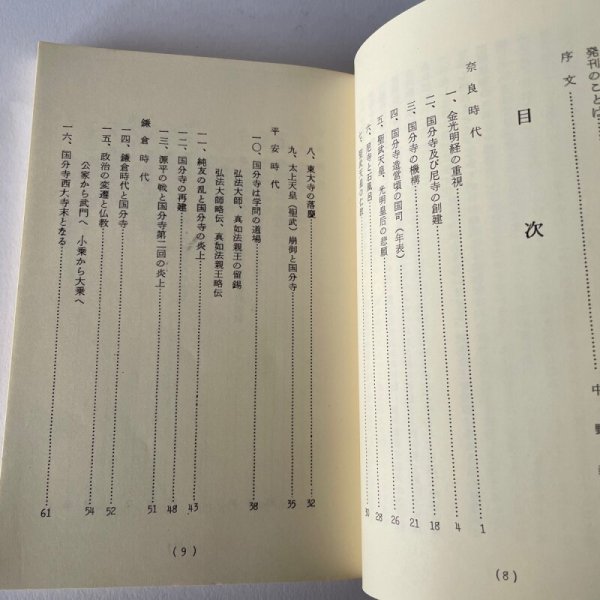 発刊のことば
序文
中野
目次
奈良時代
一、金光明経の重視 1
二、国分寺及び尼寺の創建 4
三、国分寺の機構 18
四、国分寺造営頃の国司(年表) 21
五、聖武天皇、光明皇后の悲願 26
六、尼寺と石風呂 28
30
(8)
八、東大寺の落慶 32
九、太上天皇(聖武)崩御と国分寺 35
平安時代
一〇、国分寺は学問の道場 38
弘法大師、真如法親王の留錫
弘法大師略伝、真如法親王略伝
一一、純友の乱と国分寺の炎上 43
一二、国分寺の再建 48
一三、源平の戦と国分寺第二回の炎上 51
鎌倉時代
一四、鎌倉時代と国分寺 52
一五、政治の変遷と仏教 54
公家から武門へ 小乗から大乗へ
一六、国分寺西大寺末となる 61
(9)